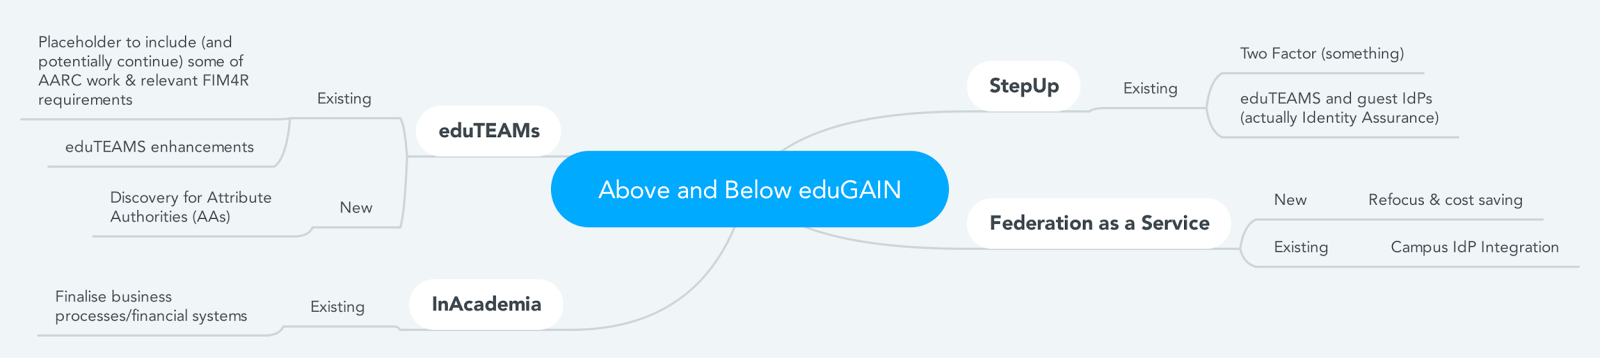 Above and Below eduGAIN
eduTEAMs
Existing
Placeholder to include (and
potentially continue) some of
AARC work & relevant FIM4R
requirements
eduTEAMS enhancements
New
Discovery for Attribute
Authorities (AAs)
InAcademia
Existing
Finalise business
processes/financial systems
StepUp
Existing
Two Factor (something)
eduTEAMS and guest IdPs
(actually Identity Assurance)
Federation as a Service
New
Refocus & cost saving
Existing
Campus IdP Integration